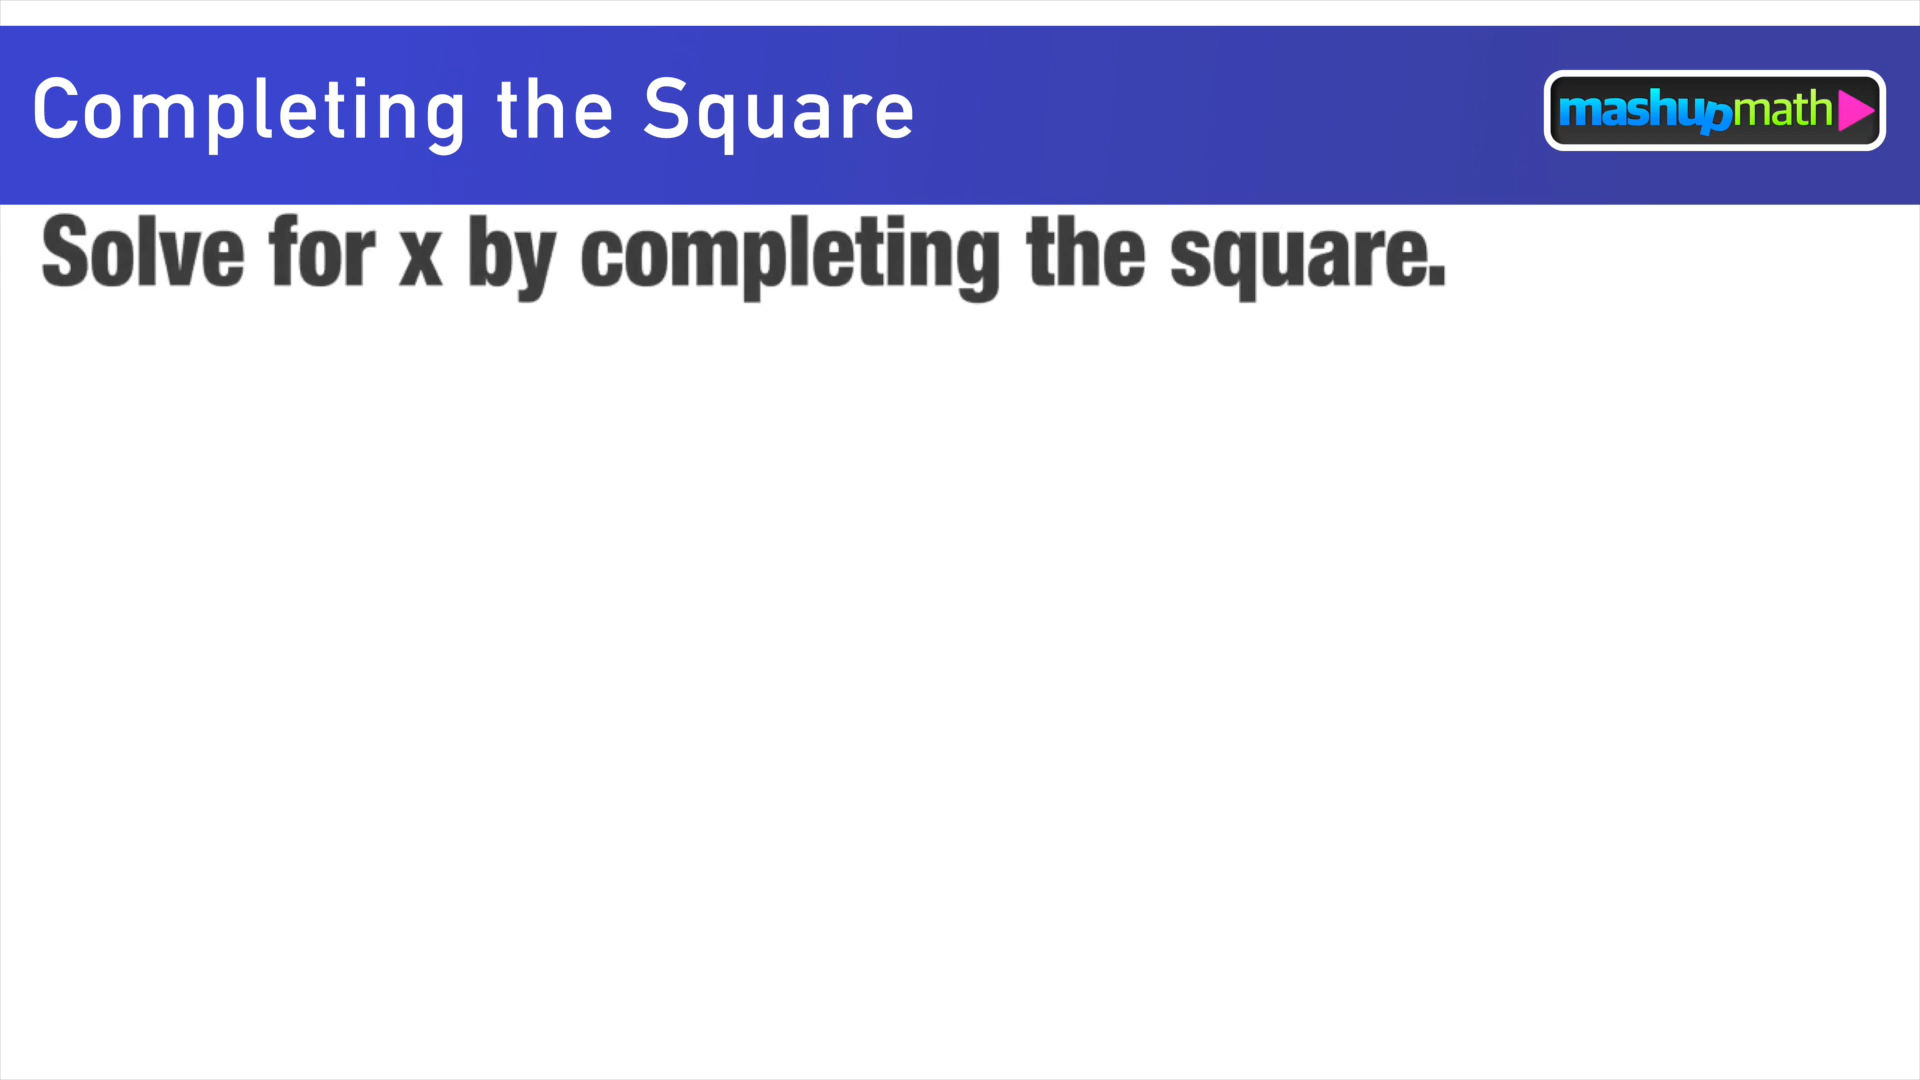 Completing the Square
mashupmath
Solve for x by completing the square.